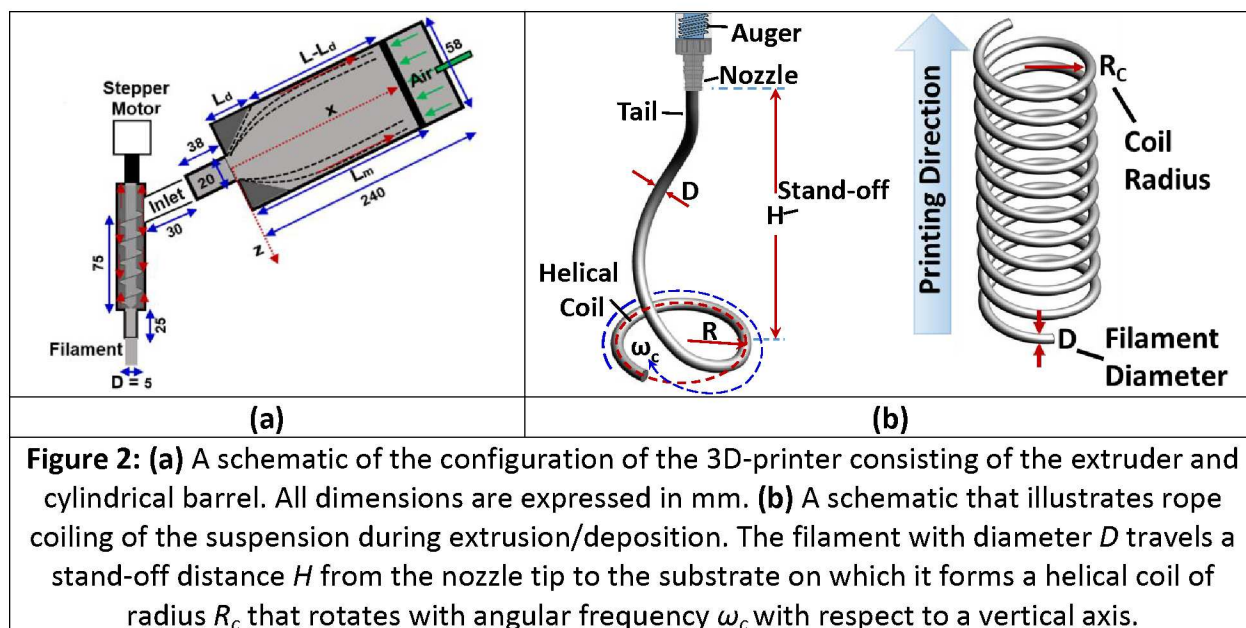 Stepper
Motor
38
Inlet
20
30
75
25
Filament
D = 5
L_d
L-L_d
58
Air
x
L_m
240
z
Auger
Nozzle
Tail
D
Stand-off
H
Helical
Coil
R
ω_c
Printing Direction
R_C
Coil
Radius
D
Filament
Diameter
(a)
(b)
Figure 2: (a) A schematic of the configuration of the 3D-printer consisting of the extruder and
cylindrical barrel. All dimensions are expressed in mm. (b) A schematic that illustrates rope
coiling of the suspension during extrusion/deposition. The filament with diameter D travels a
stand-off distance H from the nozzle tip to the substrate on which it forms a helical coil of
radius R_c that rotates with angular frequency ω_c with respect to a vertical axis.